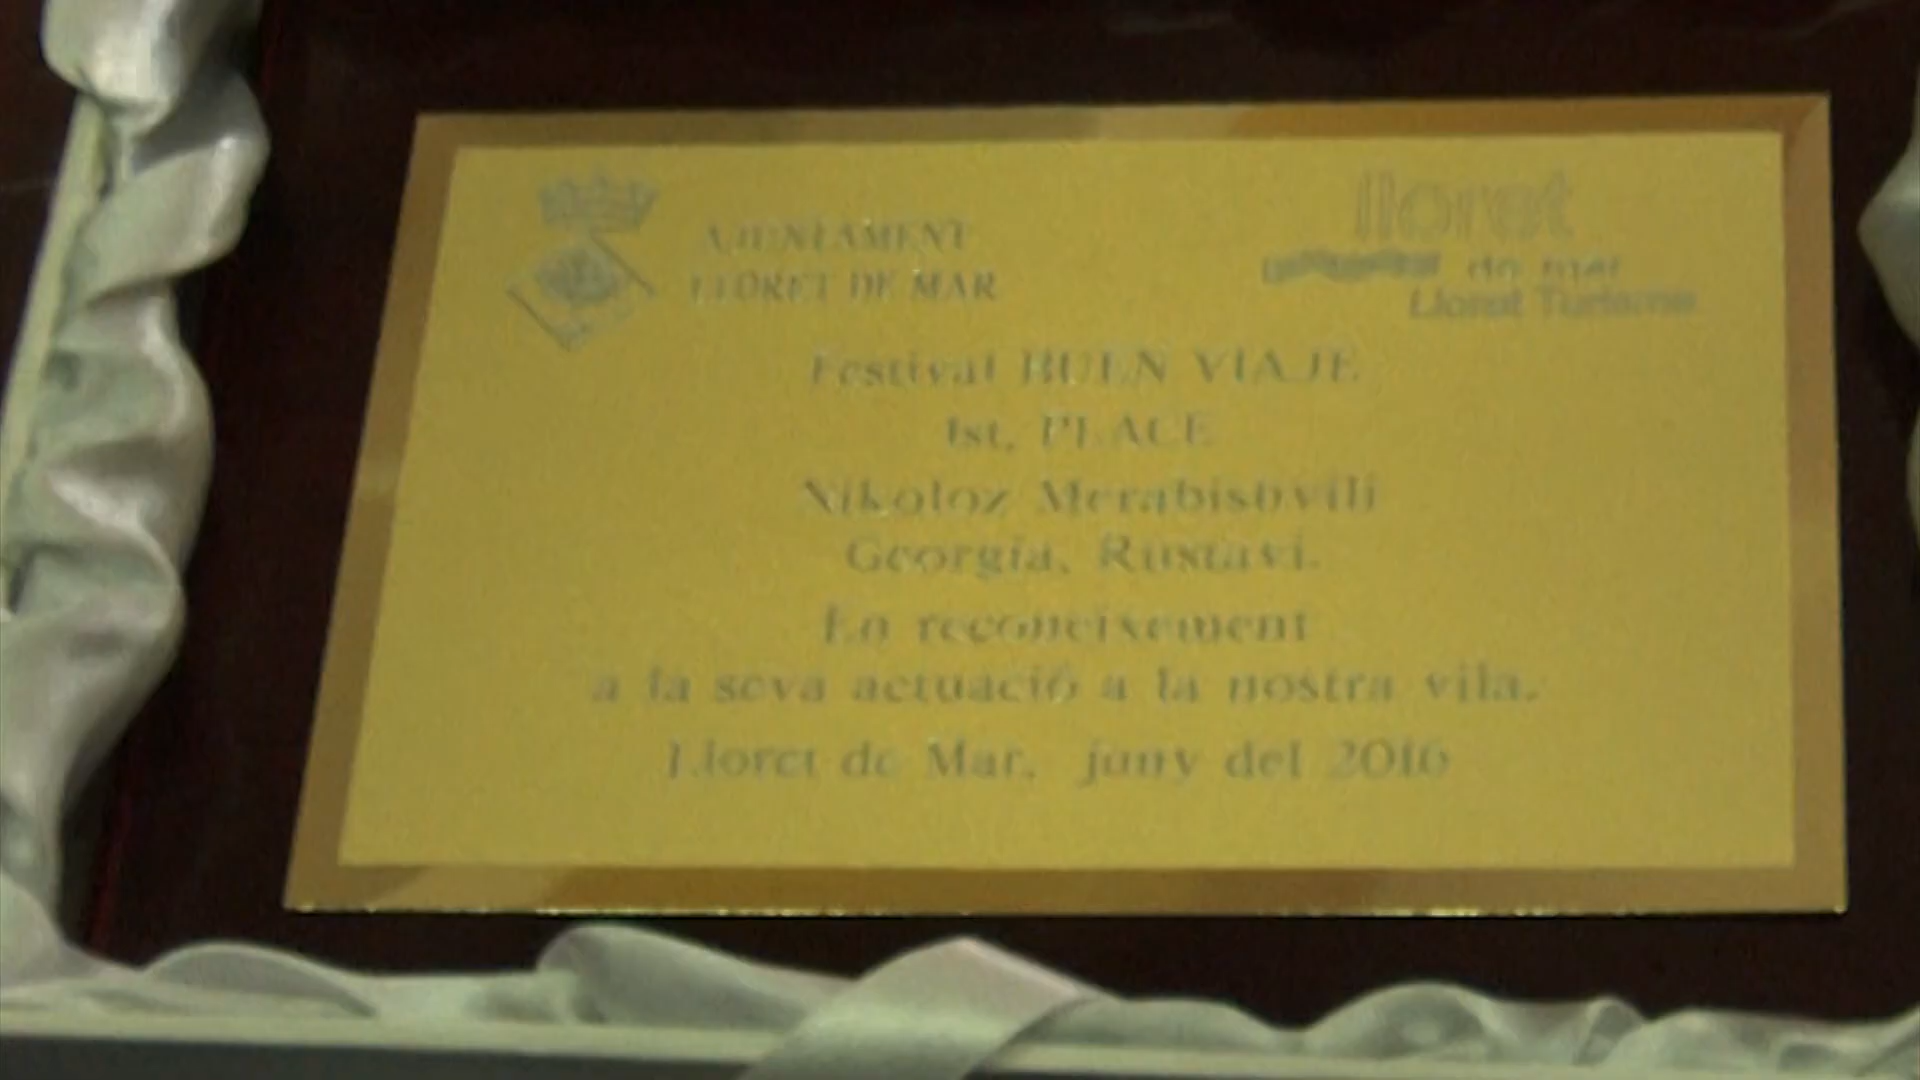 AJUNTAMENT
LLORET DE MAR
lloret
de mar
Lloret Turisme
Festival BUEN VIAJE
1st. PLACE
Nikoloz Merabishvili
Georgia, Rustavi.
En reconeixement
a la seva actuació a la nostra vila.
Lloret de Mar, juny del 2016